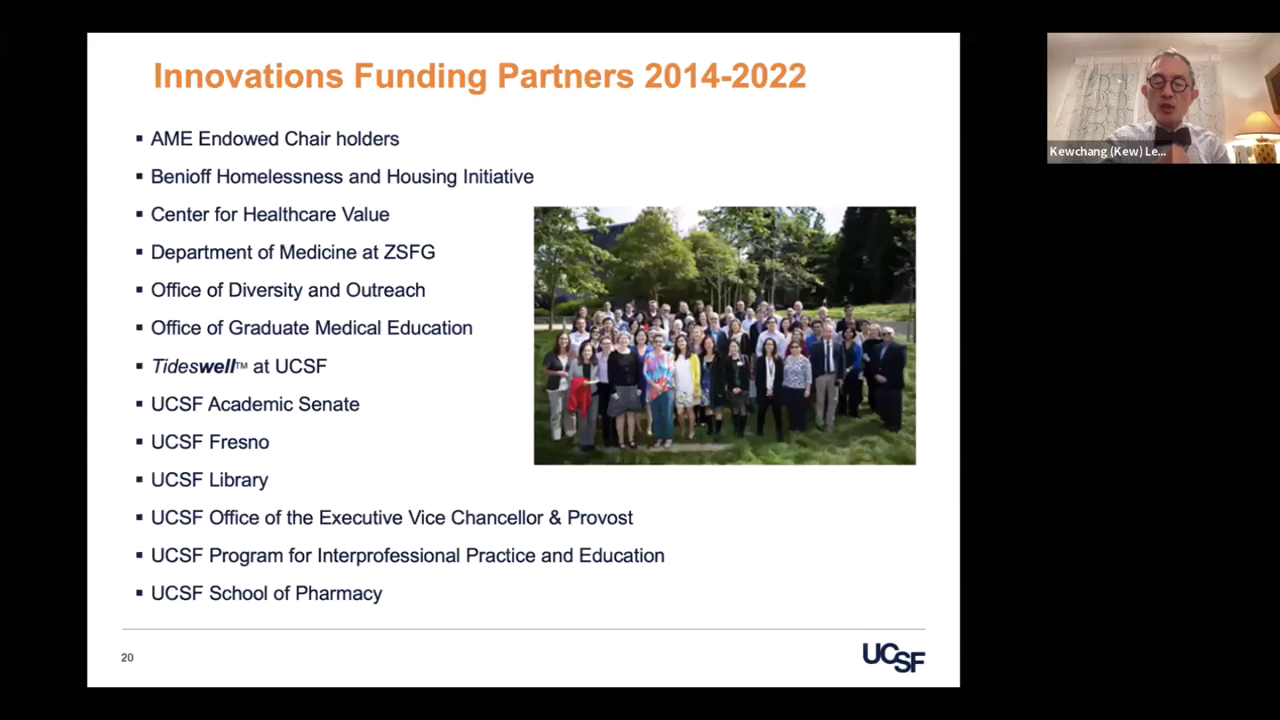 Innovations Funding Partners 2014-2022
▪ AME Endowed Chair holders
▪ Benioff Homelessness and Housing Initiative
▪ Center for Healthcare Value
▪ Department of Medicine at ZSFG
▪ Office of Diversity and Outreach
▪ Office of Graduate Medical Education
▪ Tideswell™ at UCSF
▪ UCSF Academic Senate
▪ UCSF Fresno
▪ UCSF Library
▪ UCSF Office of the Executive Vice Chancellor & Provost
▪ UCSF Program for Interprofessional Practice and Education
▪ UCSF School of Pharmacy
20
UCSF
Kewchang (Kew) Le...